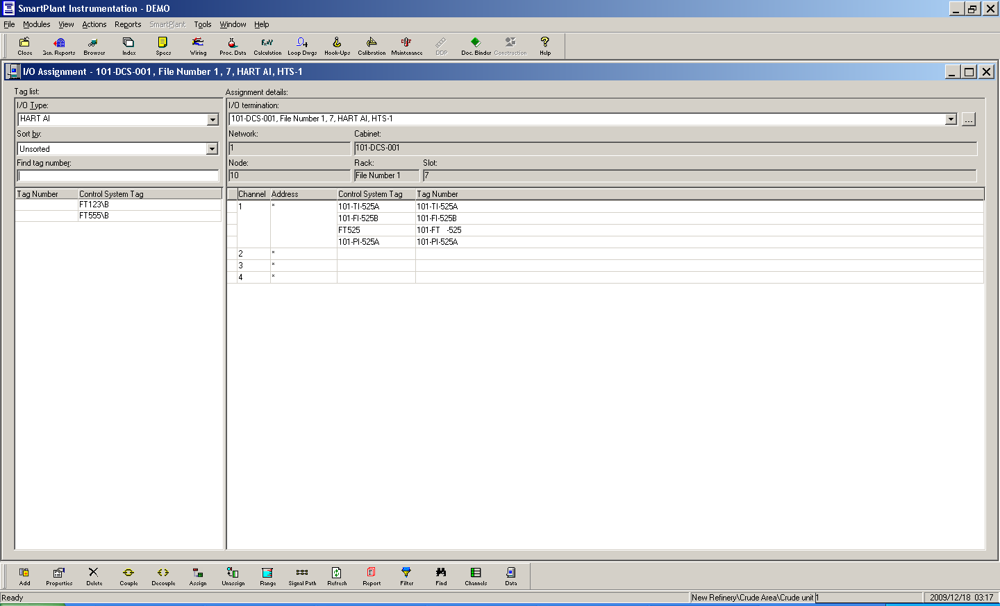 SmartPlant Instrumentation - DEMO
File Modules View Actions Reports SmartPlant Tools Window Help
Close Gen. Reports Browser Index Specs Wiring Proc. Data Calculation Loop Dwgs Hook-Ups Calibration Maintenance DDP Doc. Binder Construction Help
I/O Assignment - 101-DCS-001, File Number 1, 7, HART AI, HTS-1
Tag list:
I/O Type:
HART AI
Sort by:
Unsorted
Find tag number:
Tag Number Control System Tag
FT123\B
FT555\B
Assignment details:
I/O termination:
101-DCS-001, File Number 1, 7, HART AI, HTS-1
...
Network: Cabinet:
1 101-DCS-001
Node: Rack: Slot:
10 File Number 1 7
Channel Address Control System Tag Tag Number
1 * 101-TI-525A 101-TI-525A
101-FI-525B 101-FI-525B
FT525 101-FT -525
101-PI-525A 101-PI-525A
2 *
3 *
4 *
Add Properties Delete Couple Decouple Assign Unassign Range Signal Path Refresh Report Filter Find Channels Data
Ready New Refinery\Crude Area\Crude unit 1 2009/12/18 03:17